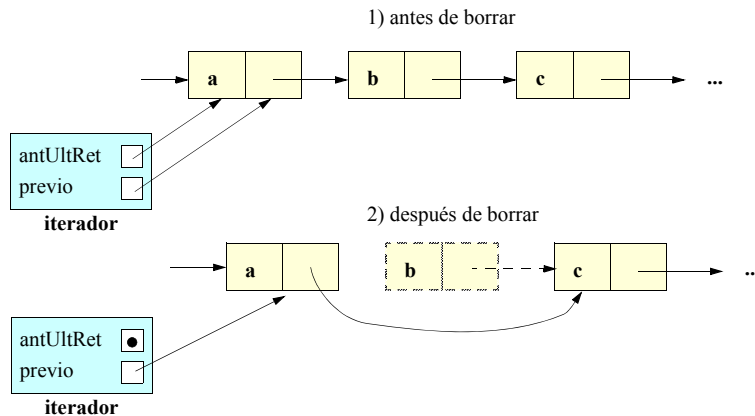 1) antes de borrar
a b c ...
antUltRet
previo
iterador
2) después de borrar
a b c ..
antUltRet
previo
iterador